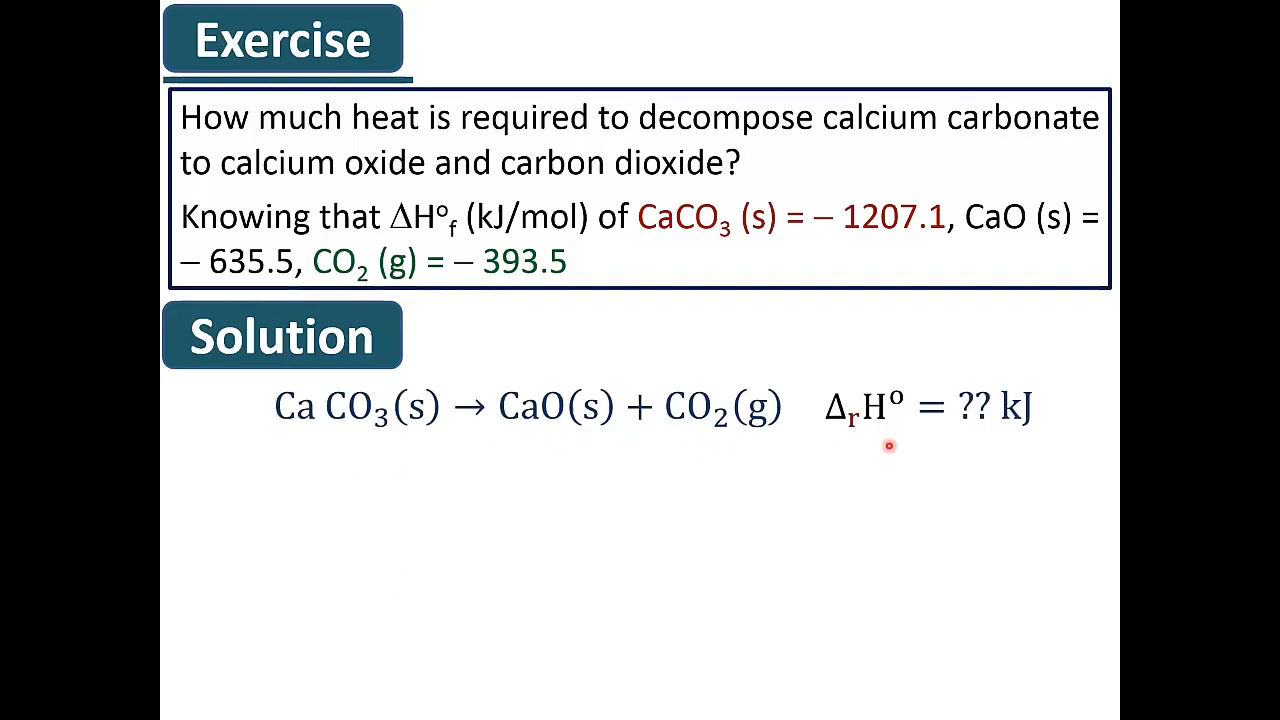 Exercise
How much heat is required to decompose calcium carbonate
to calcium oxide and carbon dioxide?
Knowing that ΔH°f (kJ/mol) of CaCO₃ (s) = – 1207.1, CaO (s) =
– 635.5, CO₂ (g) = – 393.5
Solution
Ca CO₃(s) → CaO(s) + CO₂(g) ΔrH° = ?? kJ